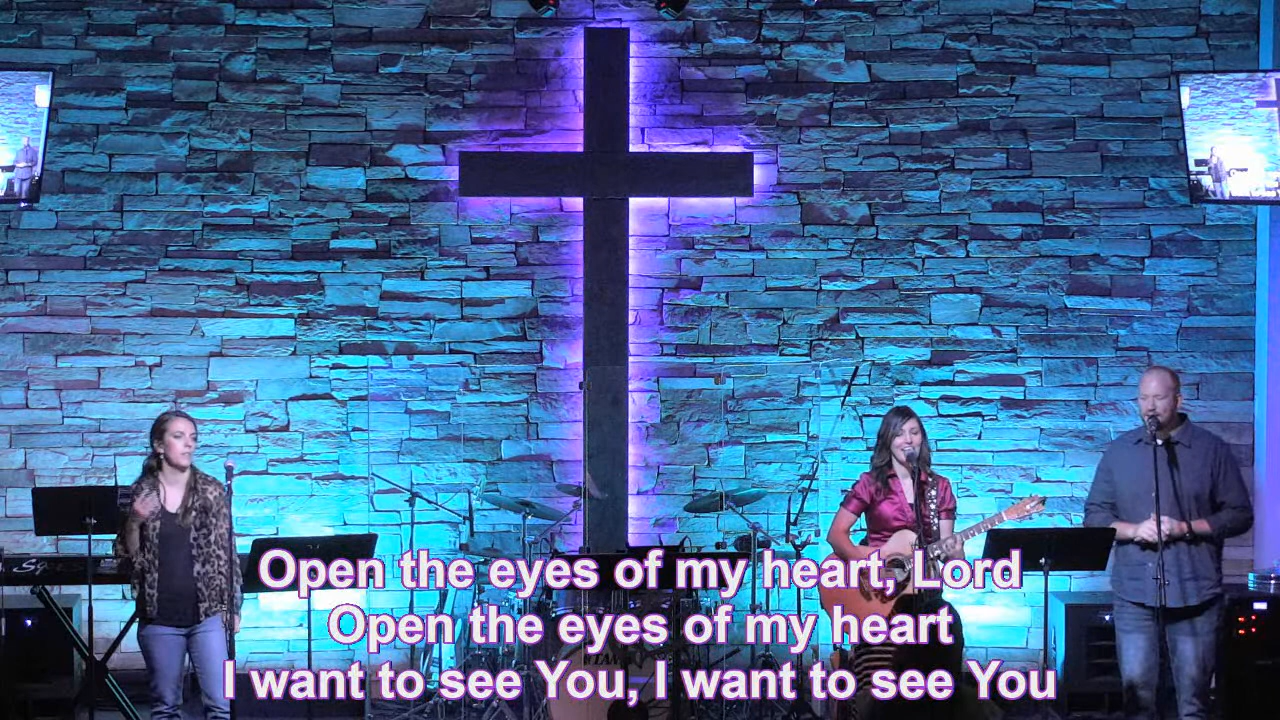 Open the eyes of my heart, Lord
Open the eyes of my heart
I want to see You, I want to see You